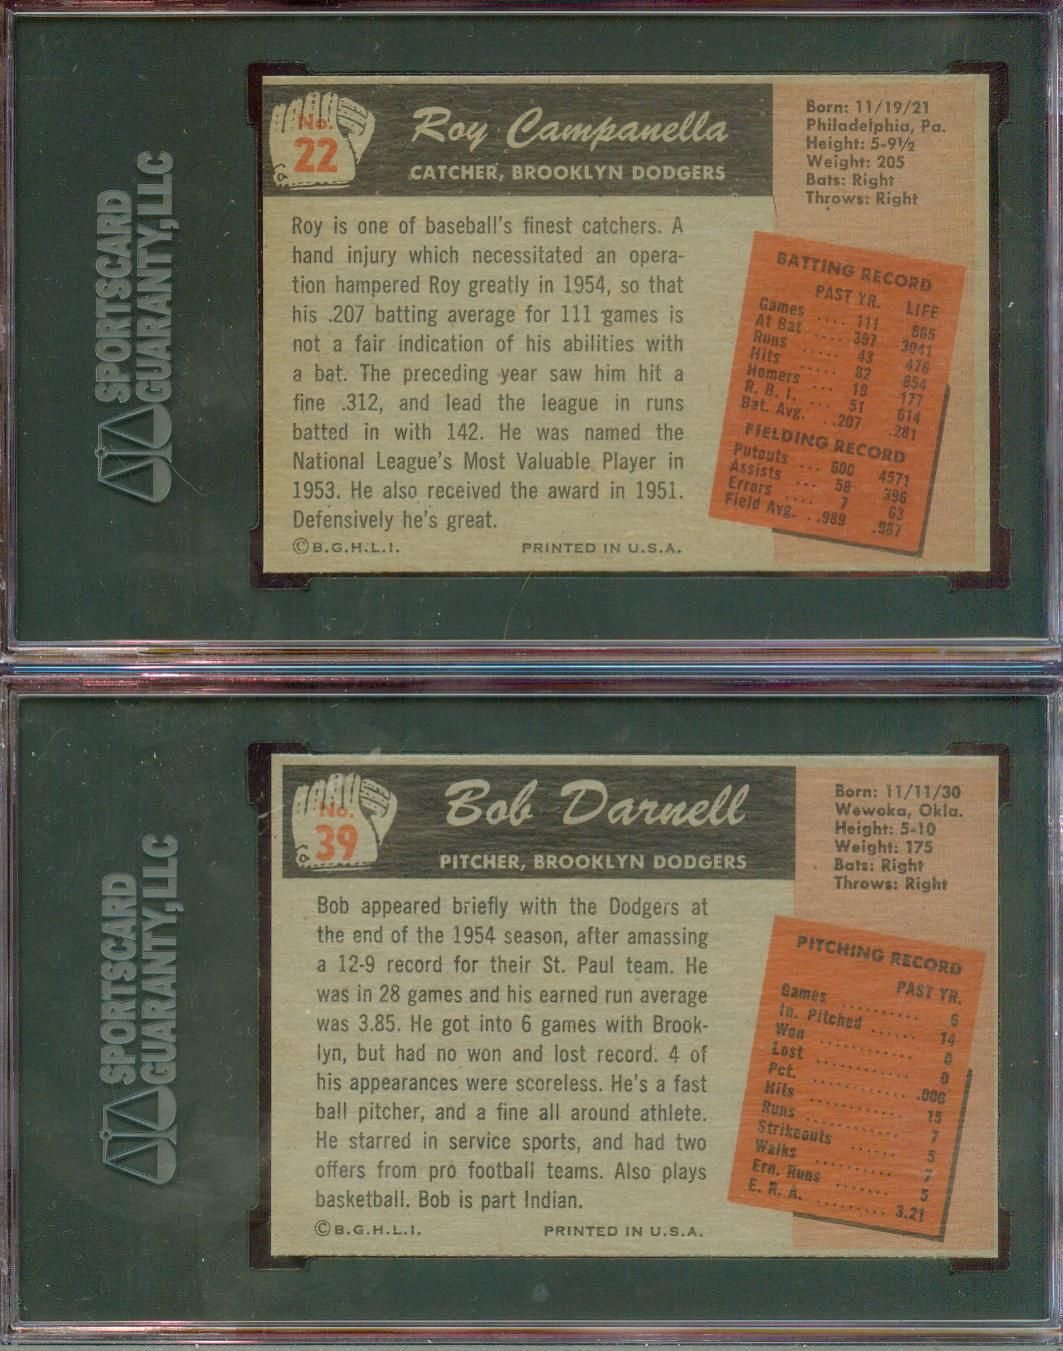 SPORTSCARD
GUARANTY,LLC
No.
22
Roy Campanella
CATCHER, BROOKLYN DODGERS
Born: 11/19/21
Philadelphia, Pa.
Height: 5-9½
Weight: 205
Bats: Right
Throws: Right
Roy is one of baseball's finest catchers. A
hand injury which necessitated an opera-
tion hampered Roy greatly in 1954, so that
his .207 batting average for 111 games is
not a fair indication of his abilities with
a bat. The preceding year saw him hit a
fine .312, and lead the league in runs
batted in with 142. He was named the
National League's Most Valuable Player in
1953. He also received the award in 1951.
Defensively he's great.
©B.G.H.L.I. PRINTED IN U.S.A.
BATTING RECORD
PAST YR. LIFE
Games .... 111 865
At Bat .... 397 3041
Runs ..... 43 476
Hits ..... 82 854
Homers ... 19 177
R. B. I. ... 51 614
Bat. Avg. .. .207 .281
FIELDING RECORD
Putouts ... 600 4571
Assists ... 58 396
Errors .... 7 63
Field Avg. . .989 .987
SPORTSCARD
GUARANTY,LLC
No.
39
Bob Darnell
PITCHER, BROOKLYN DODGERS
Born: 11/11/30
Wewoka, Okla.
Height: 5-10
Weight: 175
Bats: Right
Throws: Right
Bob appeared briefly with the Dodgers at
the end of the 1954 season, after amassing
a 12-9 record for their St. Paul team. He
was in 28 games and his earned run average
was 3.85. He got into 6 games with Brook-
lyn, but had no won and lost record. 4 of
his appearances were scoreless. He's a fast
ball pitcher, and a fine all around athlete.
He starred in service sports, and had two
offers from pro football teams. Also plays
basketball. Bob is part Indian.
©B.G.H.L.I. PRINTED IN U.S.A.
PITCHING RECORD
PAST YR.
Games .......... 6
In. Pitched ....... 14
Won ............ 0
Lost ............ 0
Pct. ............ .000
Hits ............ 15
Runs ........... 7
Strikeouts ....... 5
Walks .......... 7
Ern. Runs ....... 5
E. R. A. ......... 3.21